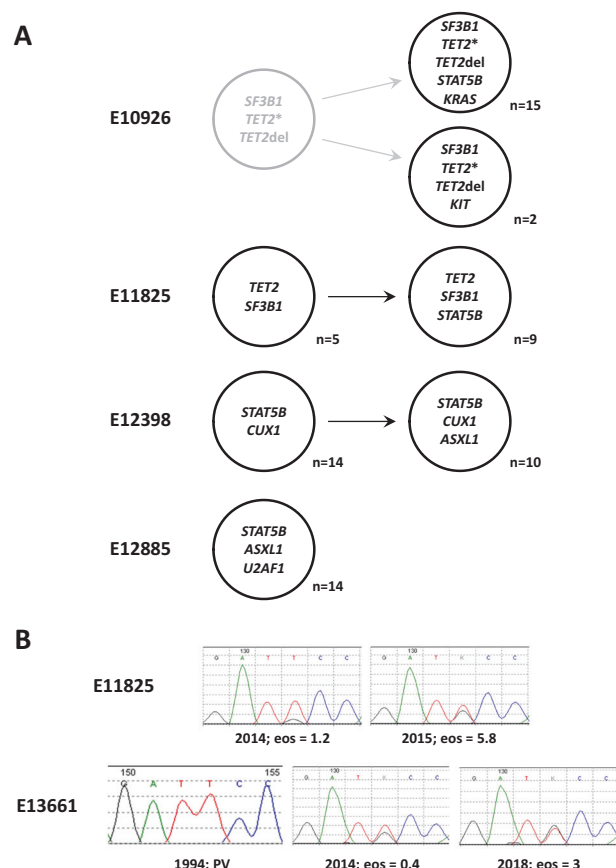 A
E10926
SF3B1
TET2*
TET2del
SF3B1
TET2*
TET2del
STAT5B
KRAS
n=15
SF3B1
TET2*
TET2del
KIT
n=2
E11825
TET2
SF3B1
n=5
TET2
SF3B1
STAT5B
n=9
E12398
STAT5B
CUX1
n=14
STAT5B
CUX1
ASXL1
n=10
E12885
STAT5B
ASXL1
U2AF1
n=14
B
E11825
130
G A T T C C
2014; eos = 1.2
130
G A T K C C
2015; eos = 5.8
E13661
150 155
G A T T C C
1994: PV
130
G A T K C C
2014: eos = 0.4
130
G A T K C C
2018: eos = 3